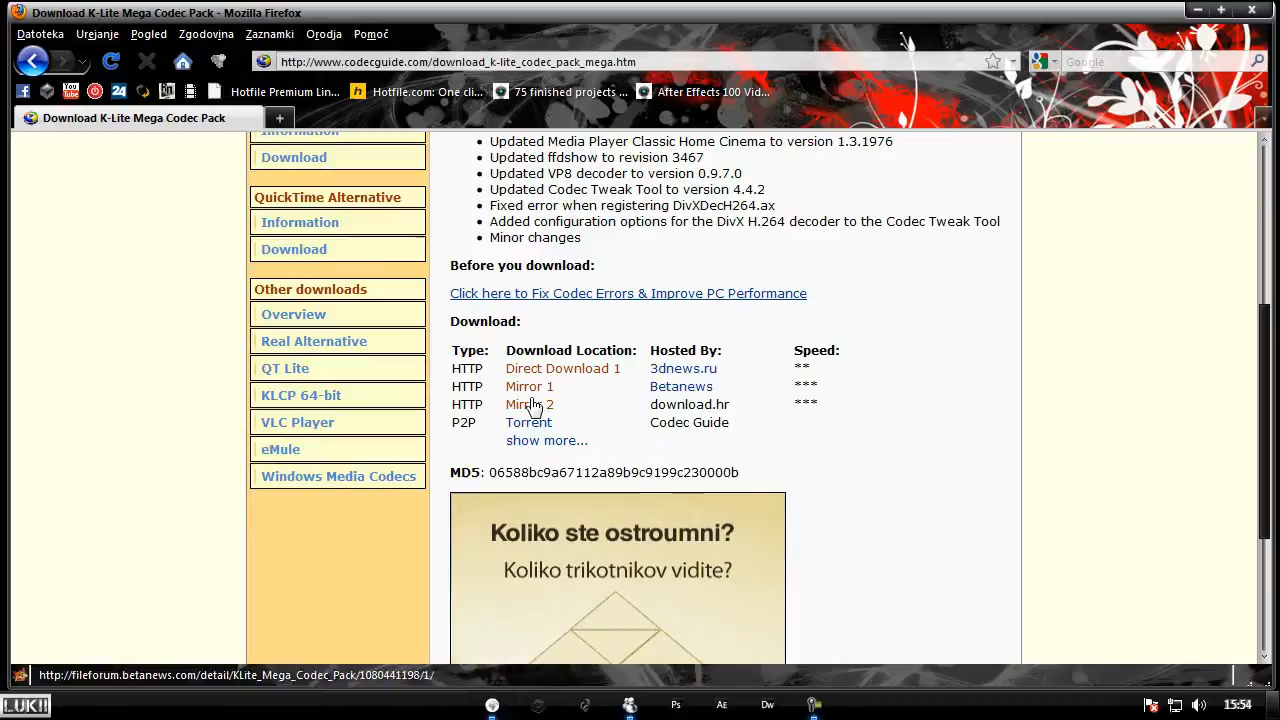 Download K-Lite Mega Codec Pack - Mozilla Firefox
Datoteka Urejanje Pogled Zgodovina Zaznamki Orodja Pomoč
http://www.codecguide.com/download_k-lite_codec_pack_mega.htm
Google
Hotfile Premium Lin... Hotfile.com: One cli... 75 finished projects ... After Effects 100 Vid...
Download K-Lite Mega Codec Pack
Information
Download
QuickTime Alternative
Information
Download
Other downloads
Overview
Real Alternative
QT Lite
KLCP 64-bit
VLC Player
eMule
Windows Media Codecs
• Updated Media Player Classic Home Cinema to version 1.3.1976
• Updated ffdshow to revision 3467
• Updated VP8 decoder to version 0.9.7.0
• Updated Codec Tweak Tool to version 4.4.2
• Fixed error when registering DivXDecH264.ax
• Added configuration options for the DivX H.264 decoder to the Codec Tweak Tool
• Minor changes
Before you download:
Click here to Fix Codec Errors & Improve PC Performance
Download:
Type: Download Location: Hosted By: Speed:
HTTP Direct Download 1 3dnews.ru **
HTTP Mirror 1 Betanews ***
HTTP Mirror 2 download.hr ***
P2P Torrent Codec Guide
show more...
MD5: 06588bc9a67112a89b9c9199c230000b
Koliko ste ostroumni?
Koliko trikotnikov vidite?
http://fileforum.betanews.com/detail/KLite_Mega_Codec_Pack/1080441198/1/
LUKII
Ps AE Dw
15:54